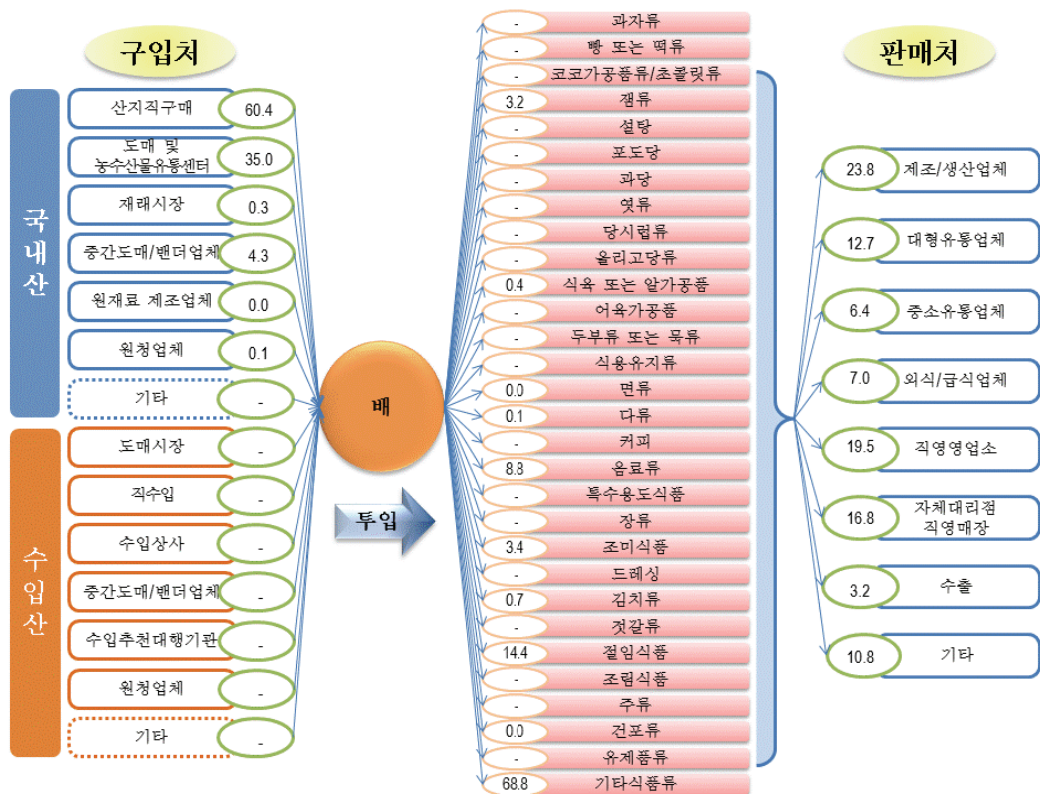 구입처
국내산
산지직구매
60.4
도매 및
농수산물유통센터
35.0
재래시장
0.3
중간도매/밴더업체
4.3
원재료 제조업체
0.0
원청업체
0.1
기타
-
수입산
도매시장
-
직수입
-
수입상사
-
중간도매/밴더업체
-
수입추천대행기관
-
원청업체
-
기타
-
배
투입
- 과자류
- 빵 또는 떡류
- 코코가공품류/초콜릿류
3.2 잼류
- 설탕
- 포도당
- 과당
- 엿류
- 당시럽류
- 올리고당류
0.4 식육 또는 알가공품
- 어육가공품
- 두부류 또는 묵류
- 식용유지류
0.0 면류
0.1 다류
- 커피
8.8 음료류
- 특수용도식품
- 장류
3.4 조미식품
- 드레싱
0.7 김치류
- 젓갈류
14.4 절임식품
- 조림식품
- 주류
0.0 건포류
- 유제품류
68.8 기타식품류
판매처
23.8 제조/생산업체
12.7 대형유통업체
6.4 중소유통업체
7.0 외식/급식업체
19.5 직영영업소
16.8 자체대리점
직영매장
3.2 수출
10.8 기타